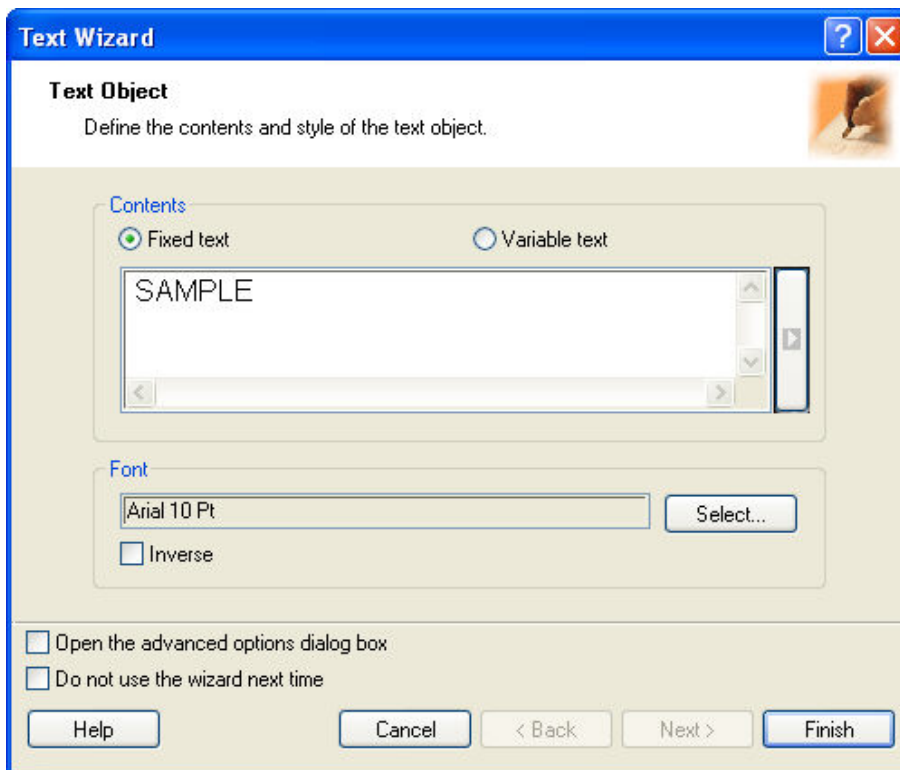 Text Wizard
?
Text Object
Define the contents and style of the text object.
Contents
Fixed text Variable text
SAMPLE
Font
Arial 10 Pt Select...
Inverse
Open the advanced options dialog box
Do not use the wizard next time
Help Cancel < Back Next > Finish